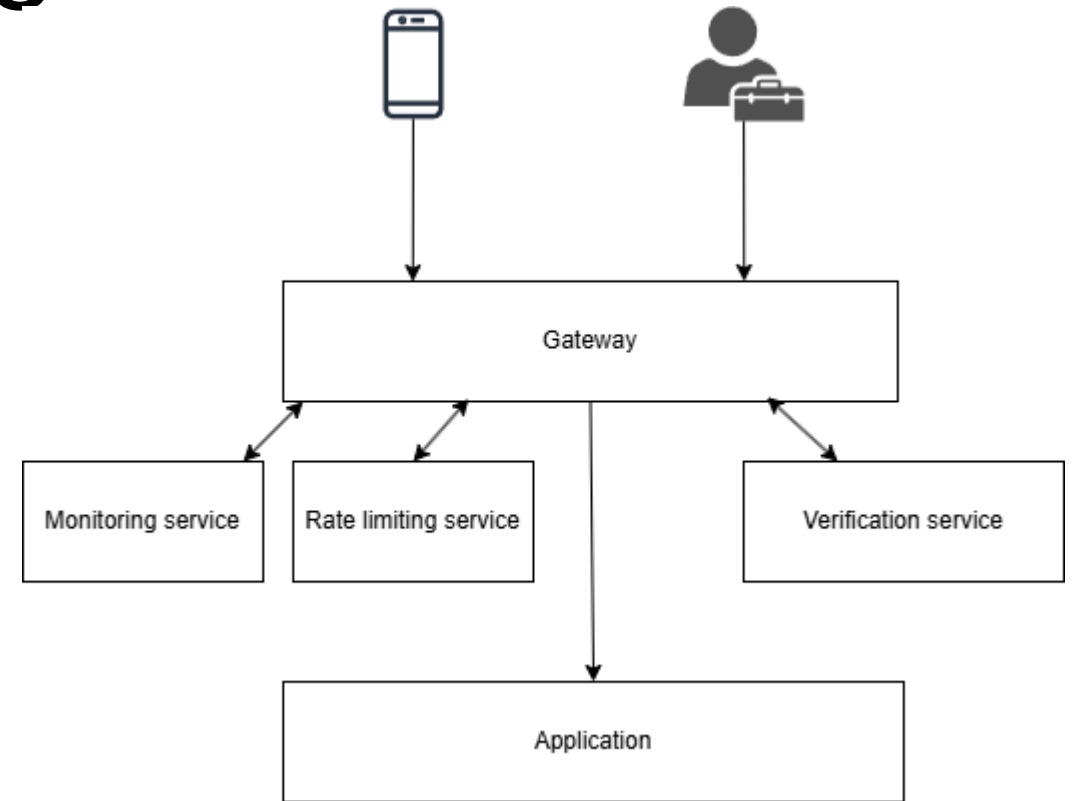 Gateway
Monitoring service
Rate limiting service
Verification service
Application